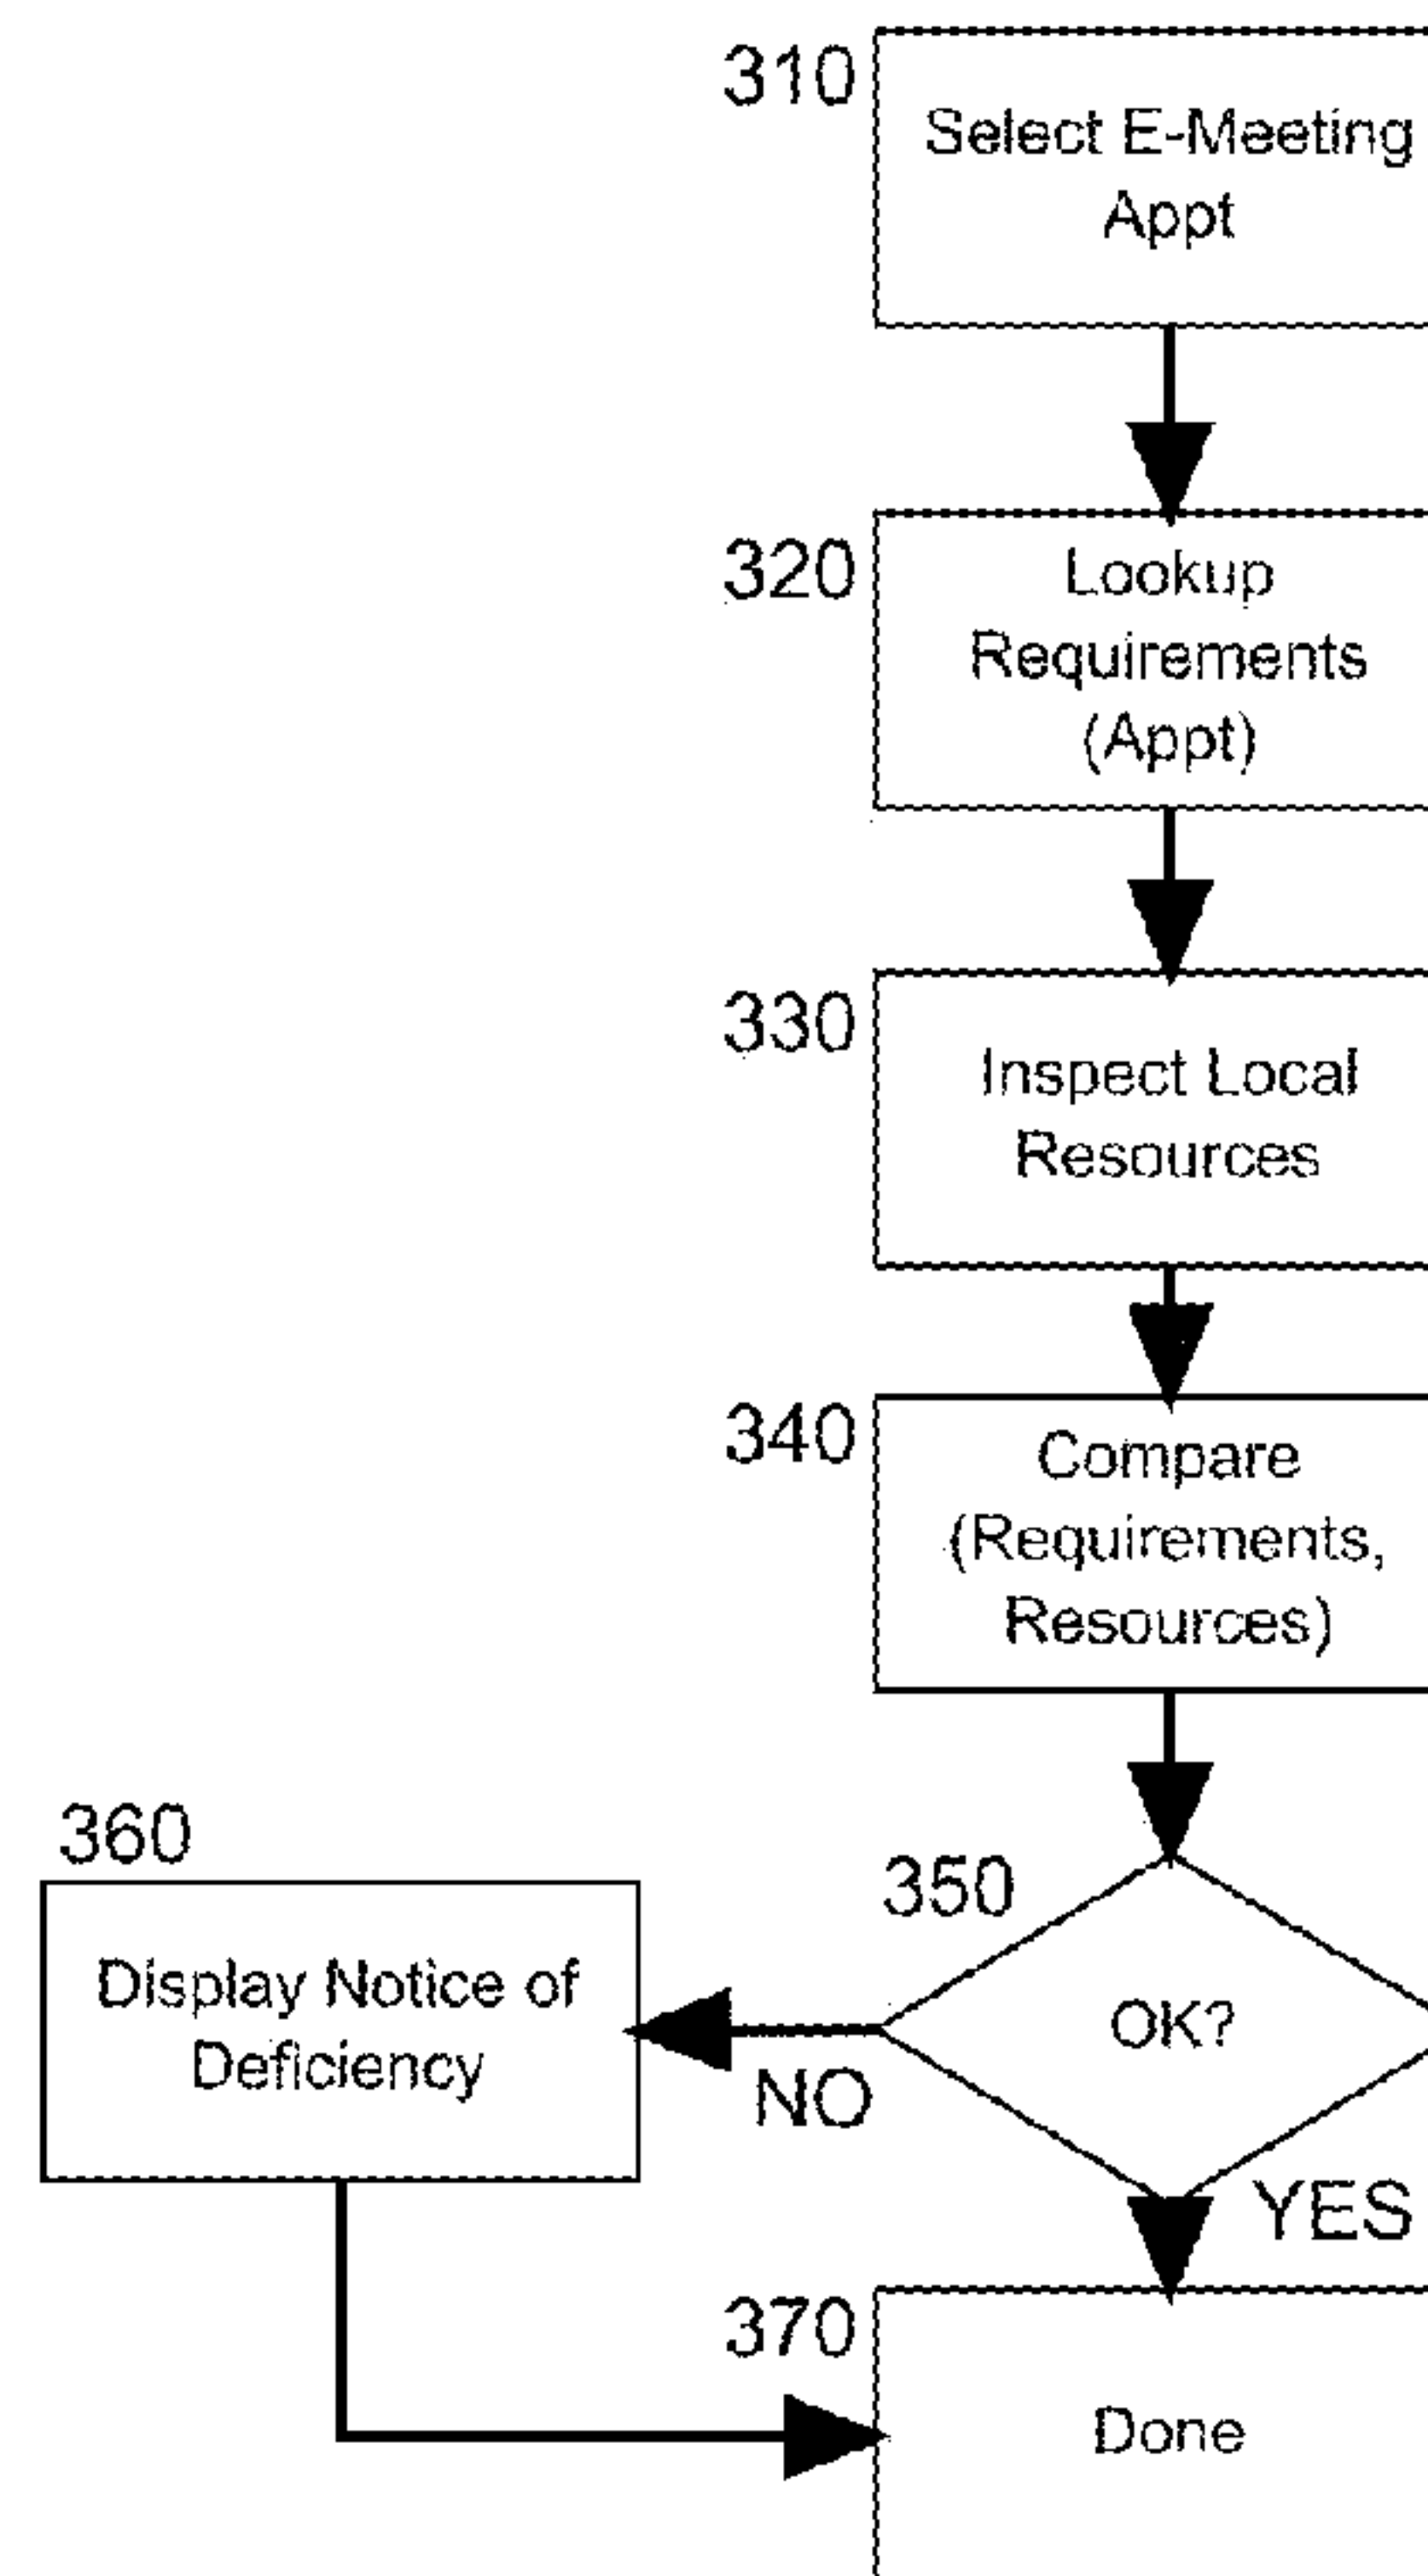 310
Select E-Meeting
Appt
320
Lookup
Requirements
(Appt)
330
Inspect Local
Resources
340
Compare
(Requirements,
Resources)
360
350
Display Notice of
Deficiency
OK?
NO
YES
370
Done